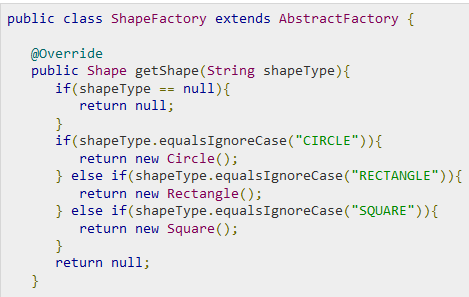 public class ShapeFactory extends AbstractFactory {
@Override
public Shape getShape(String shapeType){
if(shapeType == null){
return null;
}
if(shapeType.equalsIgnoreCase("CIRCLE")){
return new Circle();
} else if(shapeType.equalsIgnoreCase("RECTANGLE")){
return new Rectangle();
} else if(shapeType.equalsIgnoreCase("SQUARE")){
return new Square();
}
return null;
}